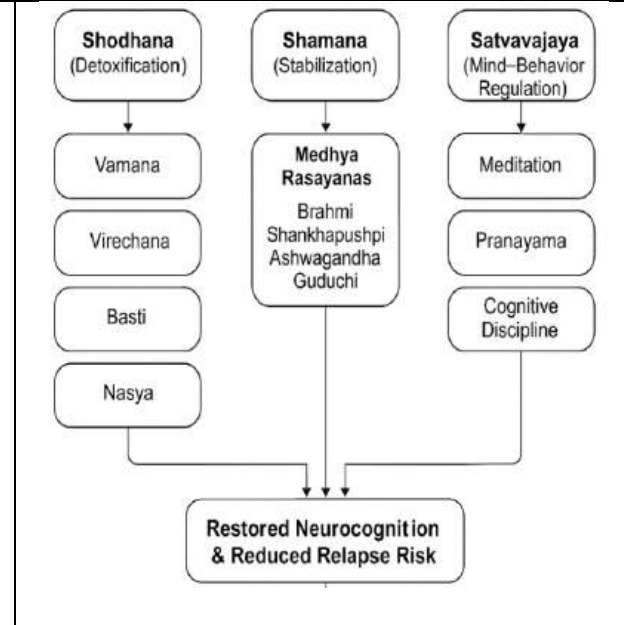 Shodhana
(Detoxification)
Vamana
Virechana
Basti
Nasya
Shamana
(Stabilization)
Medhya
Rasayanas
Brahmi
Shankhapushpi
Ashwagandha
Guduchi
Satvavajaya
(Mind–Behavior
Regulation)
Meditation
Pranayama
Cognitive
Discipline
Restored Neurocognition
& Reduced Relapse Risk